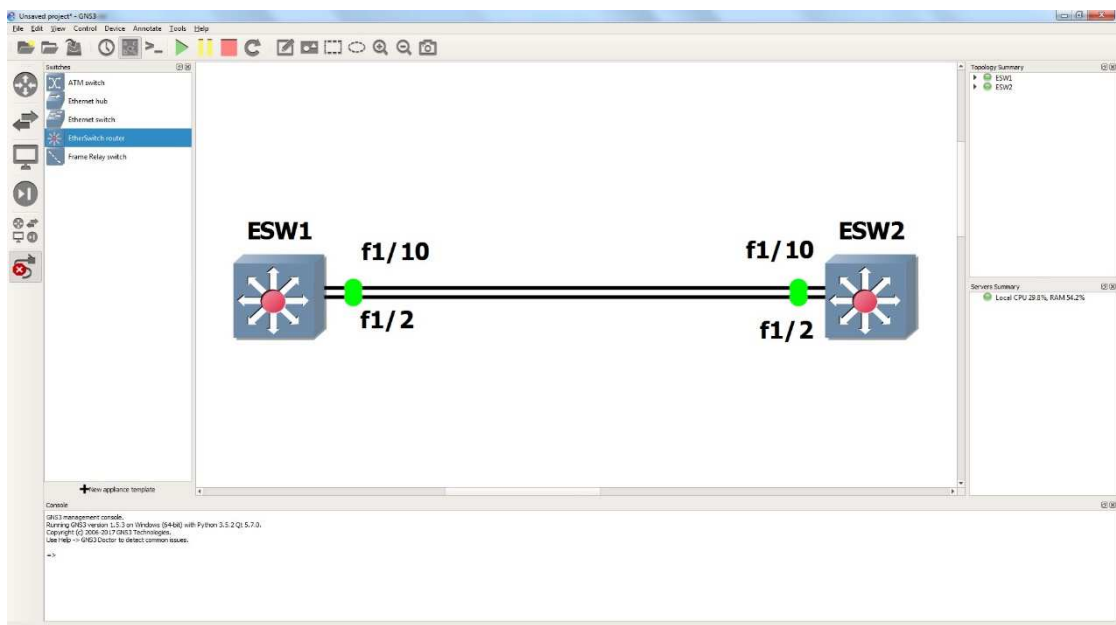 Unsaved project* - GNS3
File Edit View Control Device Annotate Tools Help
Switches
ATM switch
Ethernet hub
Ethernet switch
EtherSwitch router
Frame Relay switch
New appliance template
ESW1
f1/10
f1/2
f1/10
f1/2
ESW2
Topology Summary
ESW1
ESW2
Servers Summary
Local CPU 29.8%, RAM 54.2%
Console
GNS3 management console.
Running GNS3 version 1.5.3 on Windows (64-bit) with Python 3.5.2 Qt 5.7.0.
Copyright (c) 2006-2017 GNS3 Technologies.
Use Help -> GNS3 Doctor to detect common issues.
=>